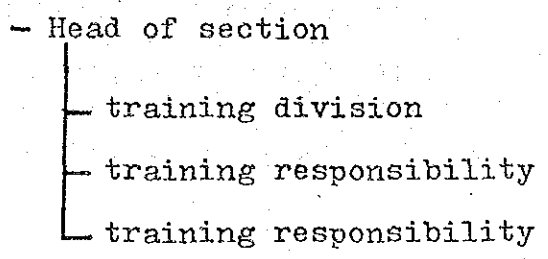 - Head of section
training division
training responsibility
training responsibility